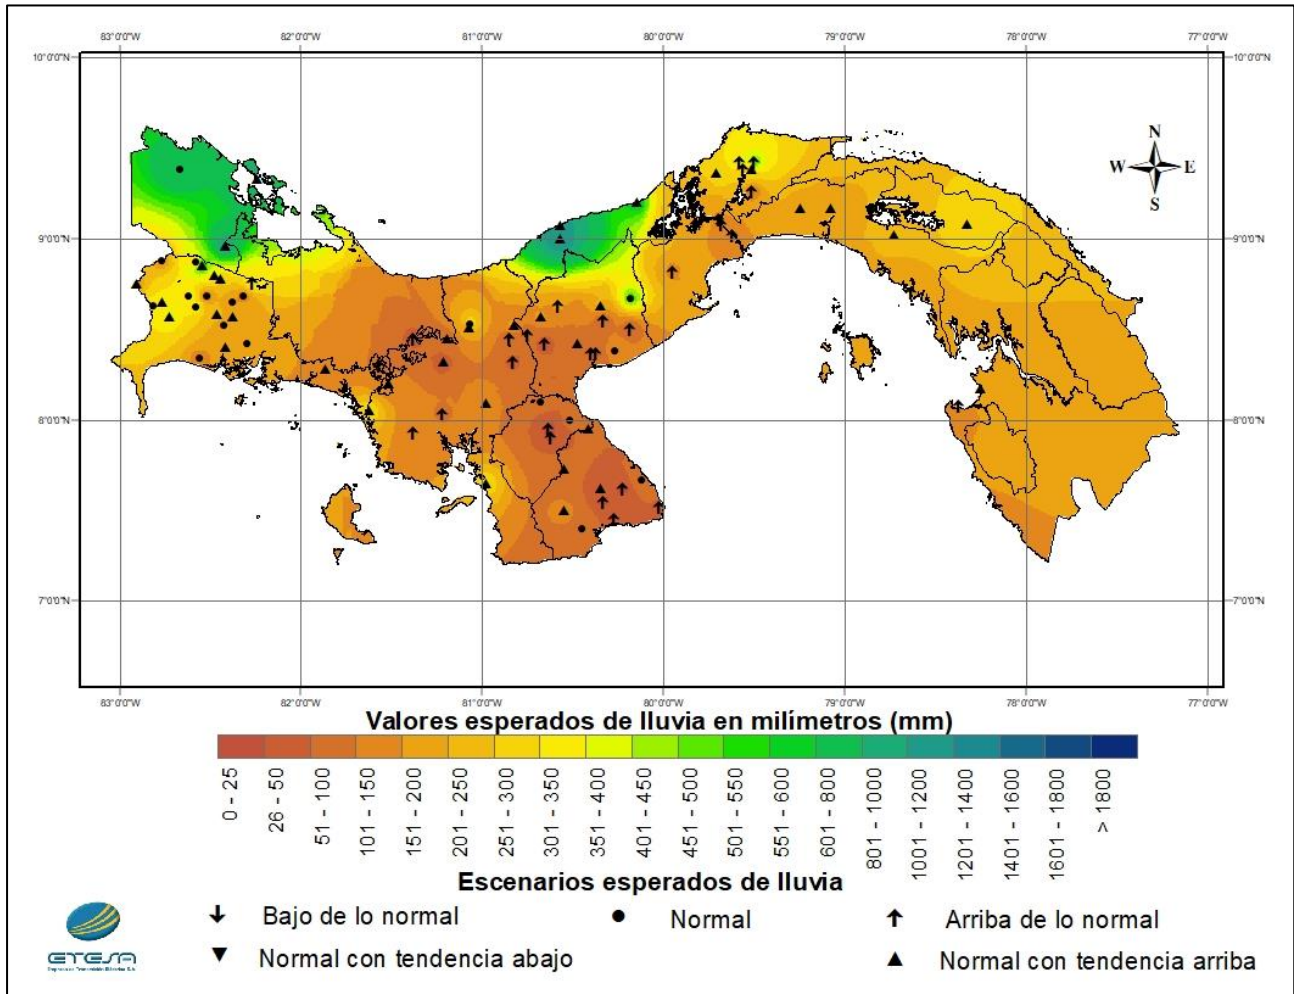 83°0'0"W 82°0'0"W 81°0'0"W 80°0'0"W 79°0'0"W 78°0'0"W 77°0'0"W
10°0'0"N 10°0'0"N
N
W E
S
9°0'0"N 9°0'0"N
8°0'0"N 8°0'0"N
7°0'0"N 7°0'0"N
83°0'0"W 82°0'0"W 81°0'0"W 80°0'0"W 79°0'0"W 78°0'0"W 77°0'0"W
Valores esperados de lluvia en milímetros (mm)
0 - 25
26 - 50
51 - 100
101 - 150
151 - 200
201 - 250
251 - 300
301 - 350
351 - 400
401 - 450
451 - 500
501 - 550
551 - 600
601 - 800
801 - 1000
1001 - 1200
1201 - 1400
1401 - 1600
1601 - 1800
> 1800
Escenarios esperados de lluvia
Bajo de lo normal
Normal
Arriba de lo normal
Normal con tendencia abajo
Normal con tendencia arriba
ETESA
Empresa de Transmisión Eléctrica S.A.